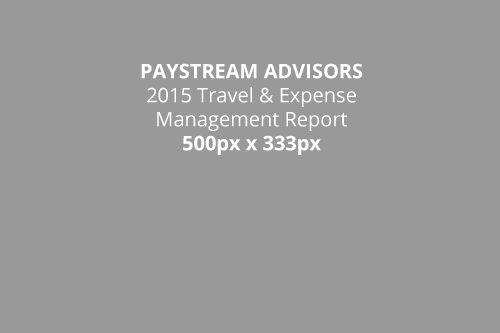 PAYSTREAM ADVISORS
2015 Travel & Expense
Management Report
500px x 333px